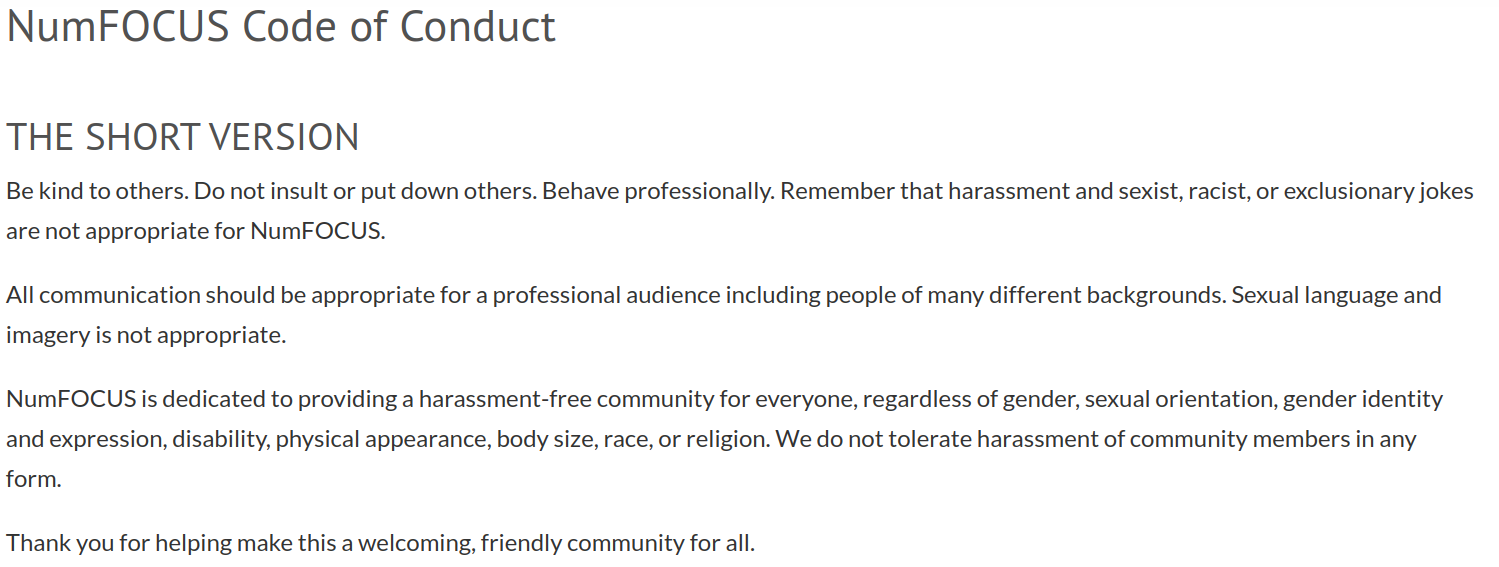 NumFOCUS Code of Conduct
THE SHORT VERSION
Be kind to others. Do not insult or put down others. Behave professionally. Remember that harassment and sexist, racist, or exclusionary jokes
are not appropriate for NumFOCUS.
All communication should be appropriate for a professional audience including people of many different backgrounds. Sexual language and
imagery is not appropriate.
NumFOCUS is dedicated to providing a harassment-free community for everyone, regardless of gender, sexual orientation, gender identity
and expression, disability, physical appearance, body size, race, or religion. We do not tolerate harassment of community members in any
form.
Thank you for helping make this a welcoming, friendly community for all.